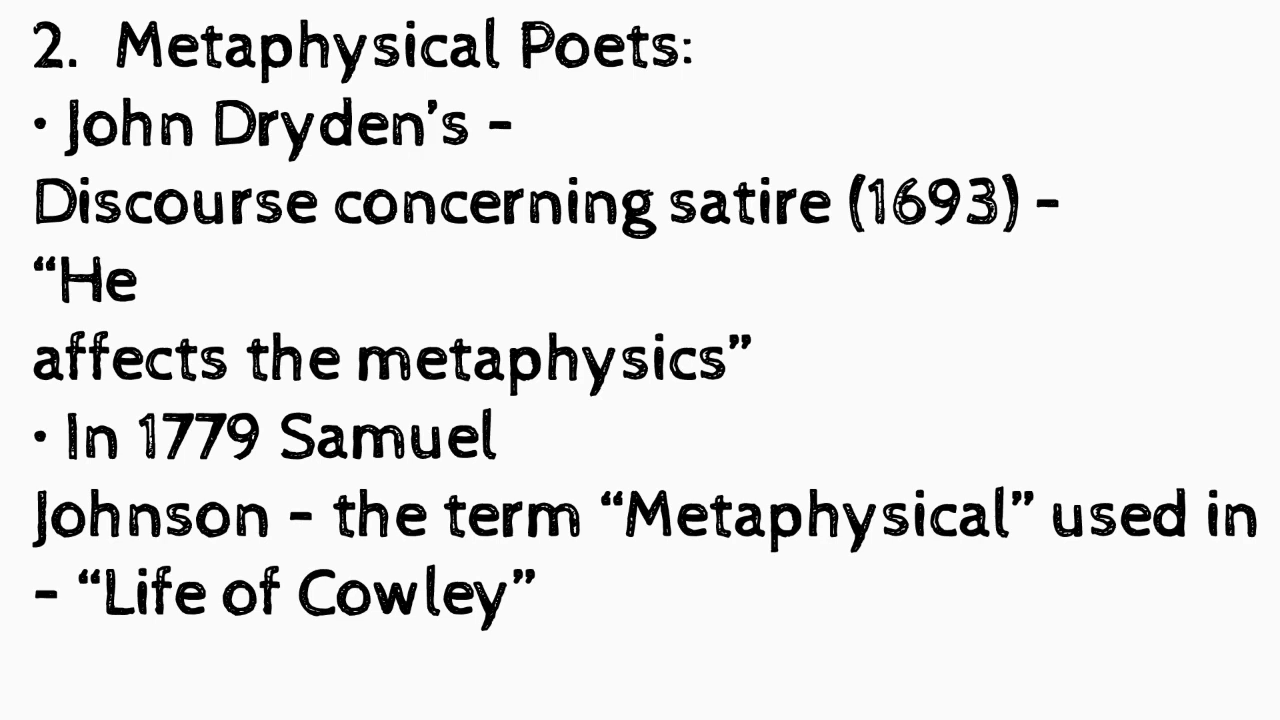 2. Metaphysical Poets:
• John Dryden’s -
Discourse concerning satire (1693) -
“He
affects the metaphysics”
• In 1779 Samuel
Johnson - the term “Metaphysical” used in
- “Life of Cowley”